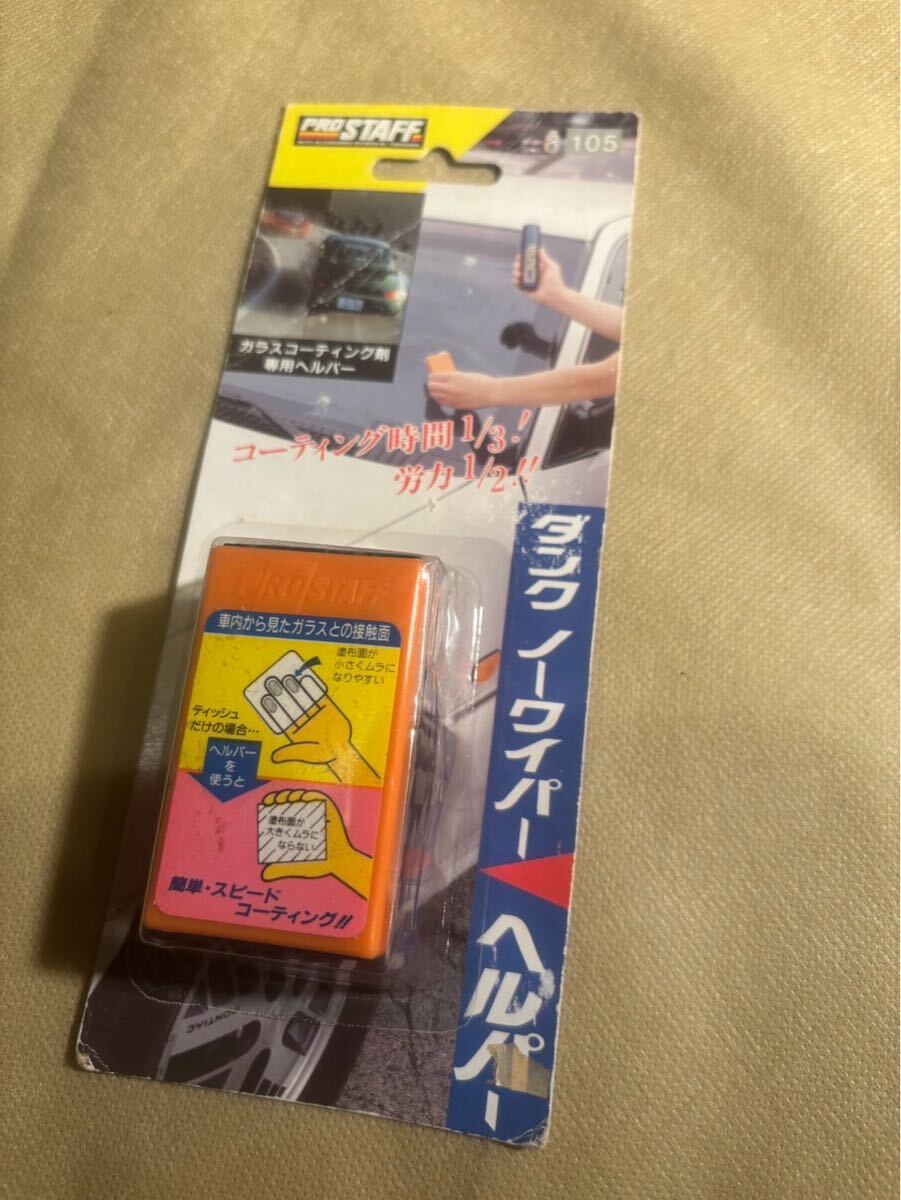 PRO STAFF
105
ガラスコーティング剤
専用ヘルパー
コーティング時間1/3!
労力1/2!!
ダンク ノーワイパー
ヘルパー
PRO STAFF
車内から見たガラスとの接触面
塗布面が
小さくムラに
なりやすい
ティッシュ
だけの場合…
ヘルパー
を
使うと
塗布面が
大きくムラに
ならない
簡単・スピード
コーティング!!
PONTIAC